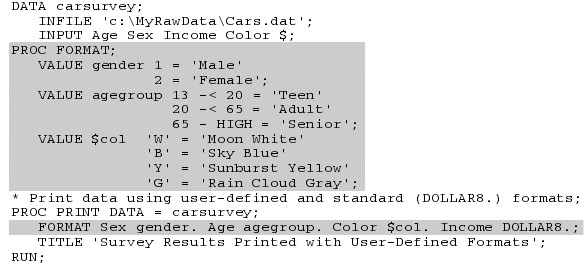 DATA carsurvey;
INFILE 'c:\MyRawData\Cars.dat';
INPUT Age Sex Income Color $;
PROC FORMAT;
VALUE gender 1 = 'Male'
2 = 'Female';
VALUE agegroup 13 -< 20 = 'Teen'
20 -< 65 = 'Adult'
65 - HIGH = 'Senior';
VALUE $col 'W' = 'Moon White'
'B' = 'Sky Blue'
'Y' = 'Sunburst Yellow'
'G' = 'Rain Cloud Gray';
* Print data using user-defined and standard (DOLLAR8.) formats;
PROC PRINT DATA = carsurvey;
FORMAT Sex gender. Age agegroup. Color $col. Income DOLLAR8.;
TITLE 'Survey Results Printed with User-Defined Formats';
RUN;